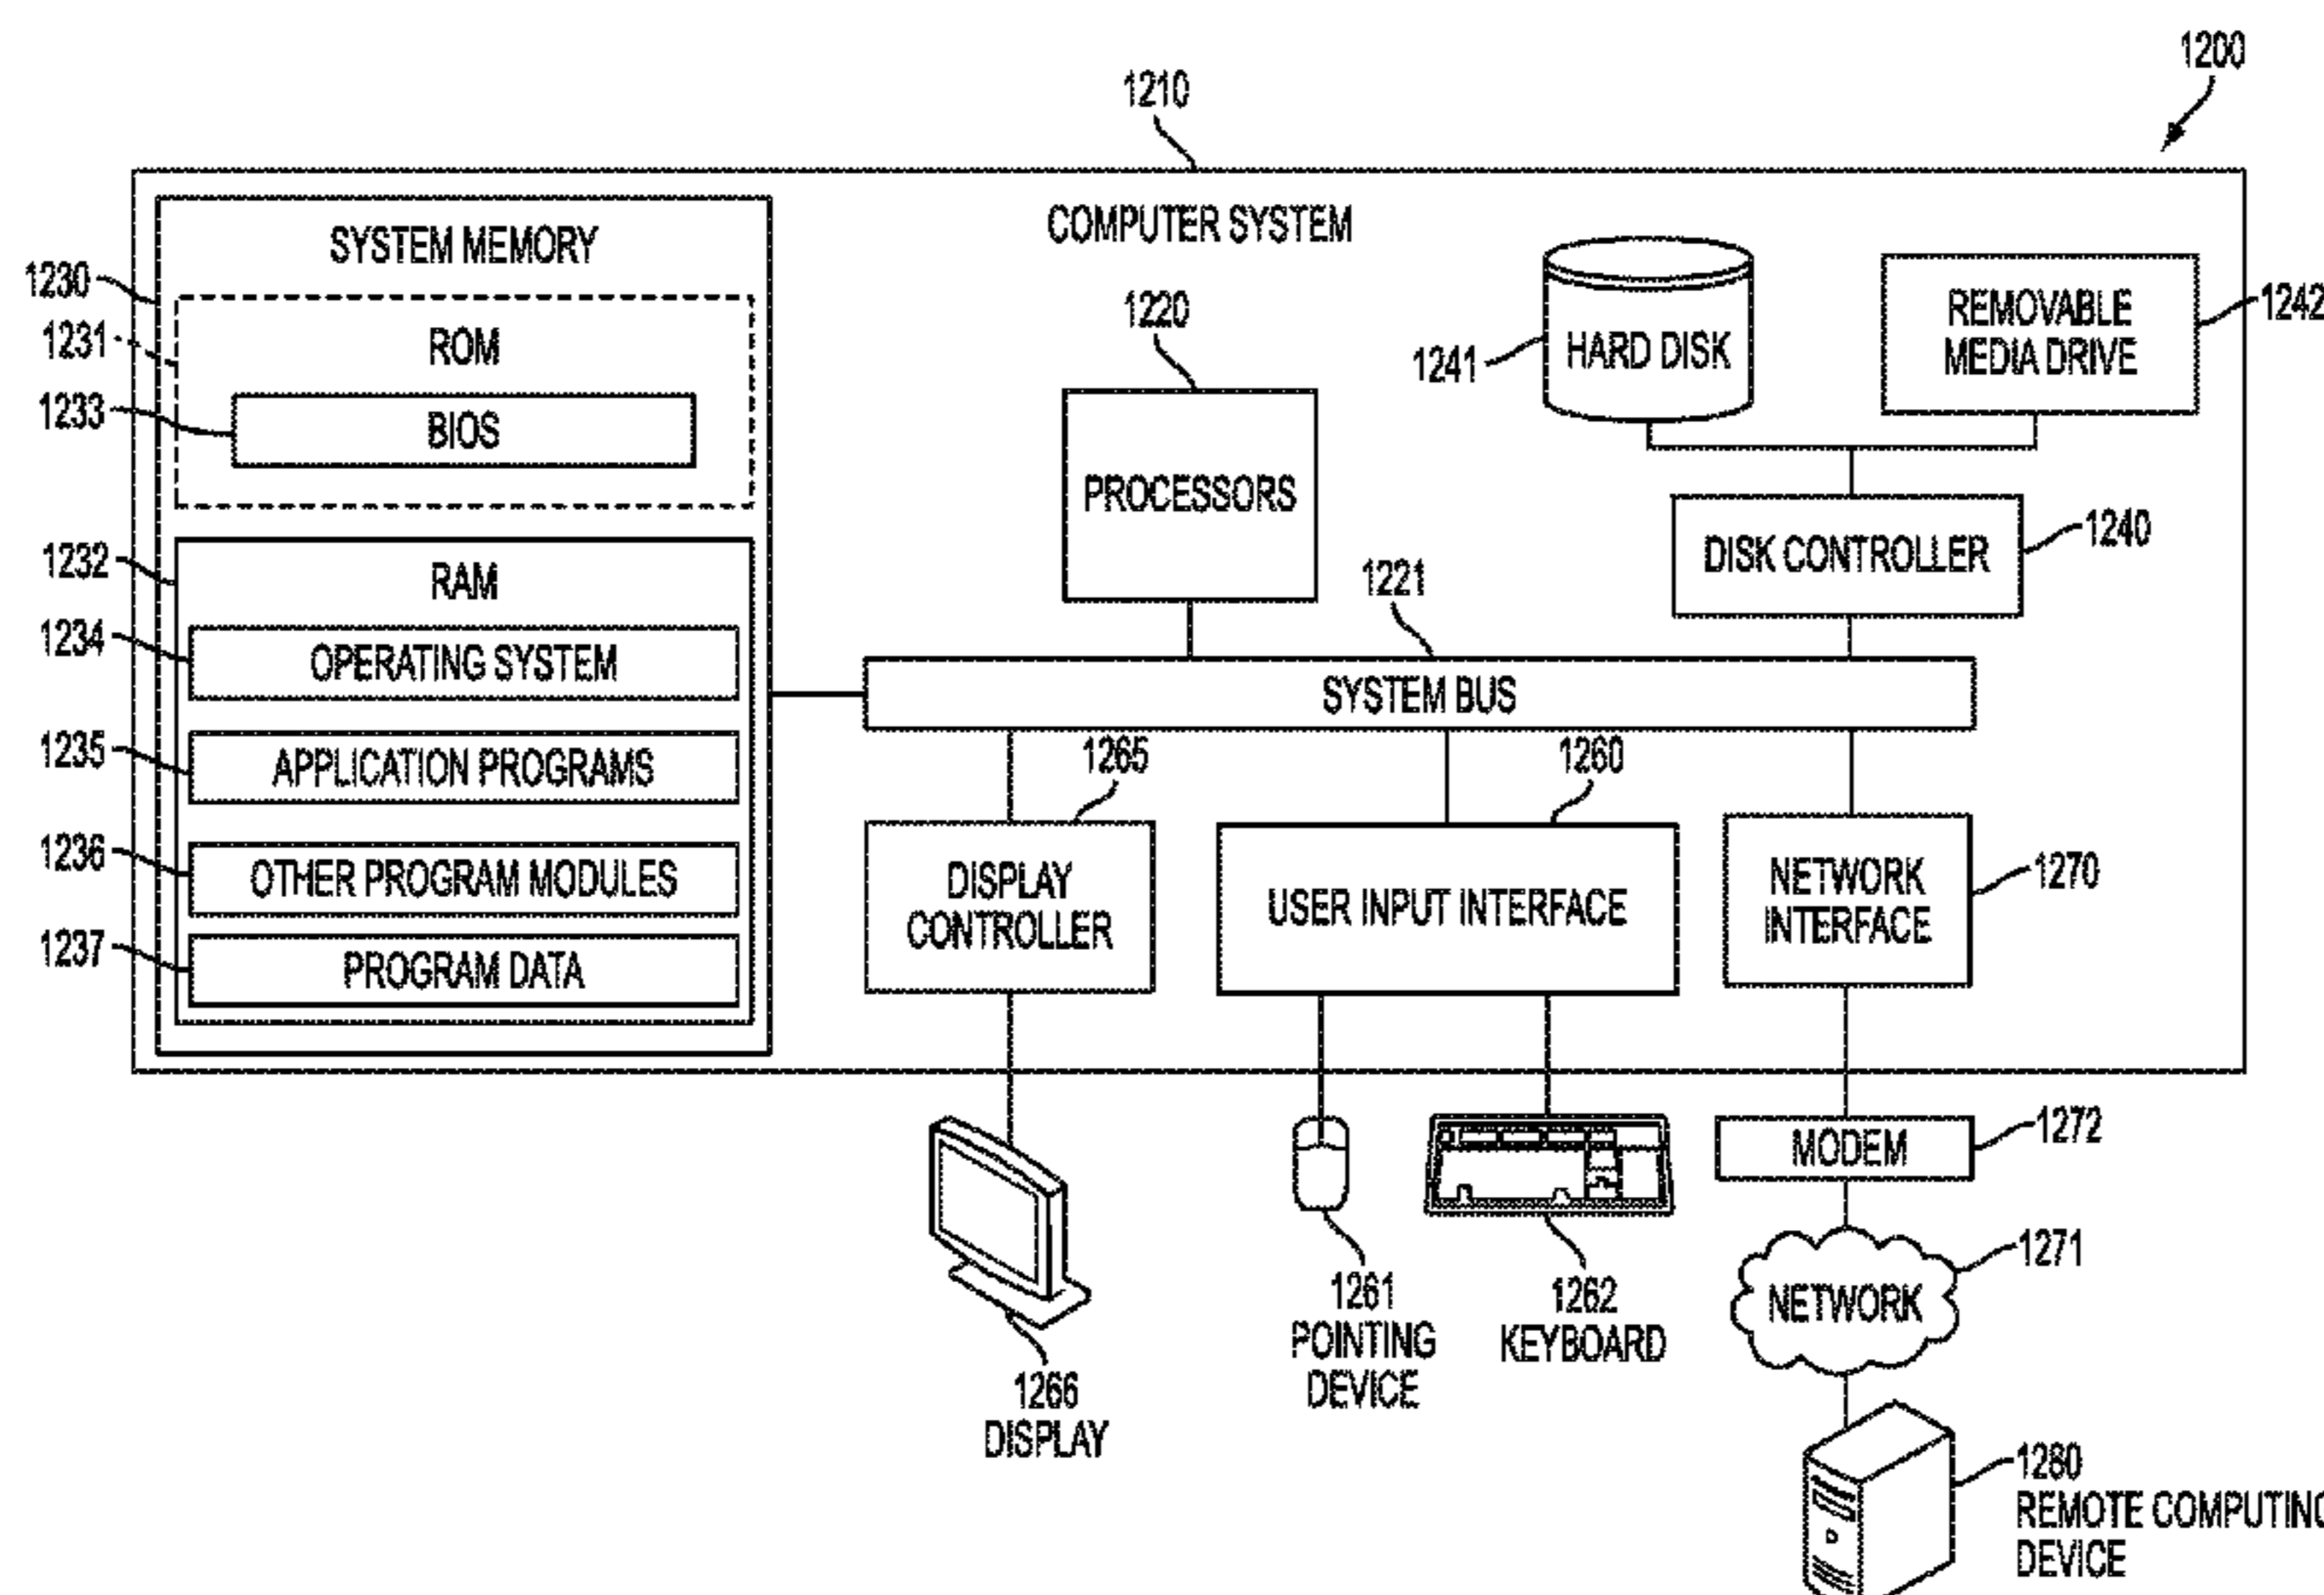 1200
1210
COMPUTER SYSTEM
SYSTEM MEMORY
1230
1231
ROM
1233
BIOS
1232
RAM
1234
OPERATING SYSTEM
1235
APPLICATION PROGRAMS
1236
OTHER PROGRAM MODULES
1237
PROGRAM DATA
1220
PROCESSORS
1241
HARD DISK
REMOVABLE
MEDIA DRIVE
1242
DISK CONTROLLER
1240
1221
SYSTEM BUS
1265
DISPLAY
CONTROLLER
1260
USER INPUT INTERFACE
NETWORK
INTERFACE
1270
MODEM
1272
1271
NETWORK
1266
DISPLAY
1261
POINTING
DEVICE
1262
KEYBOARD
1280
REMOTE COMPUTING
DEVICE